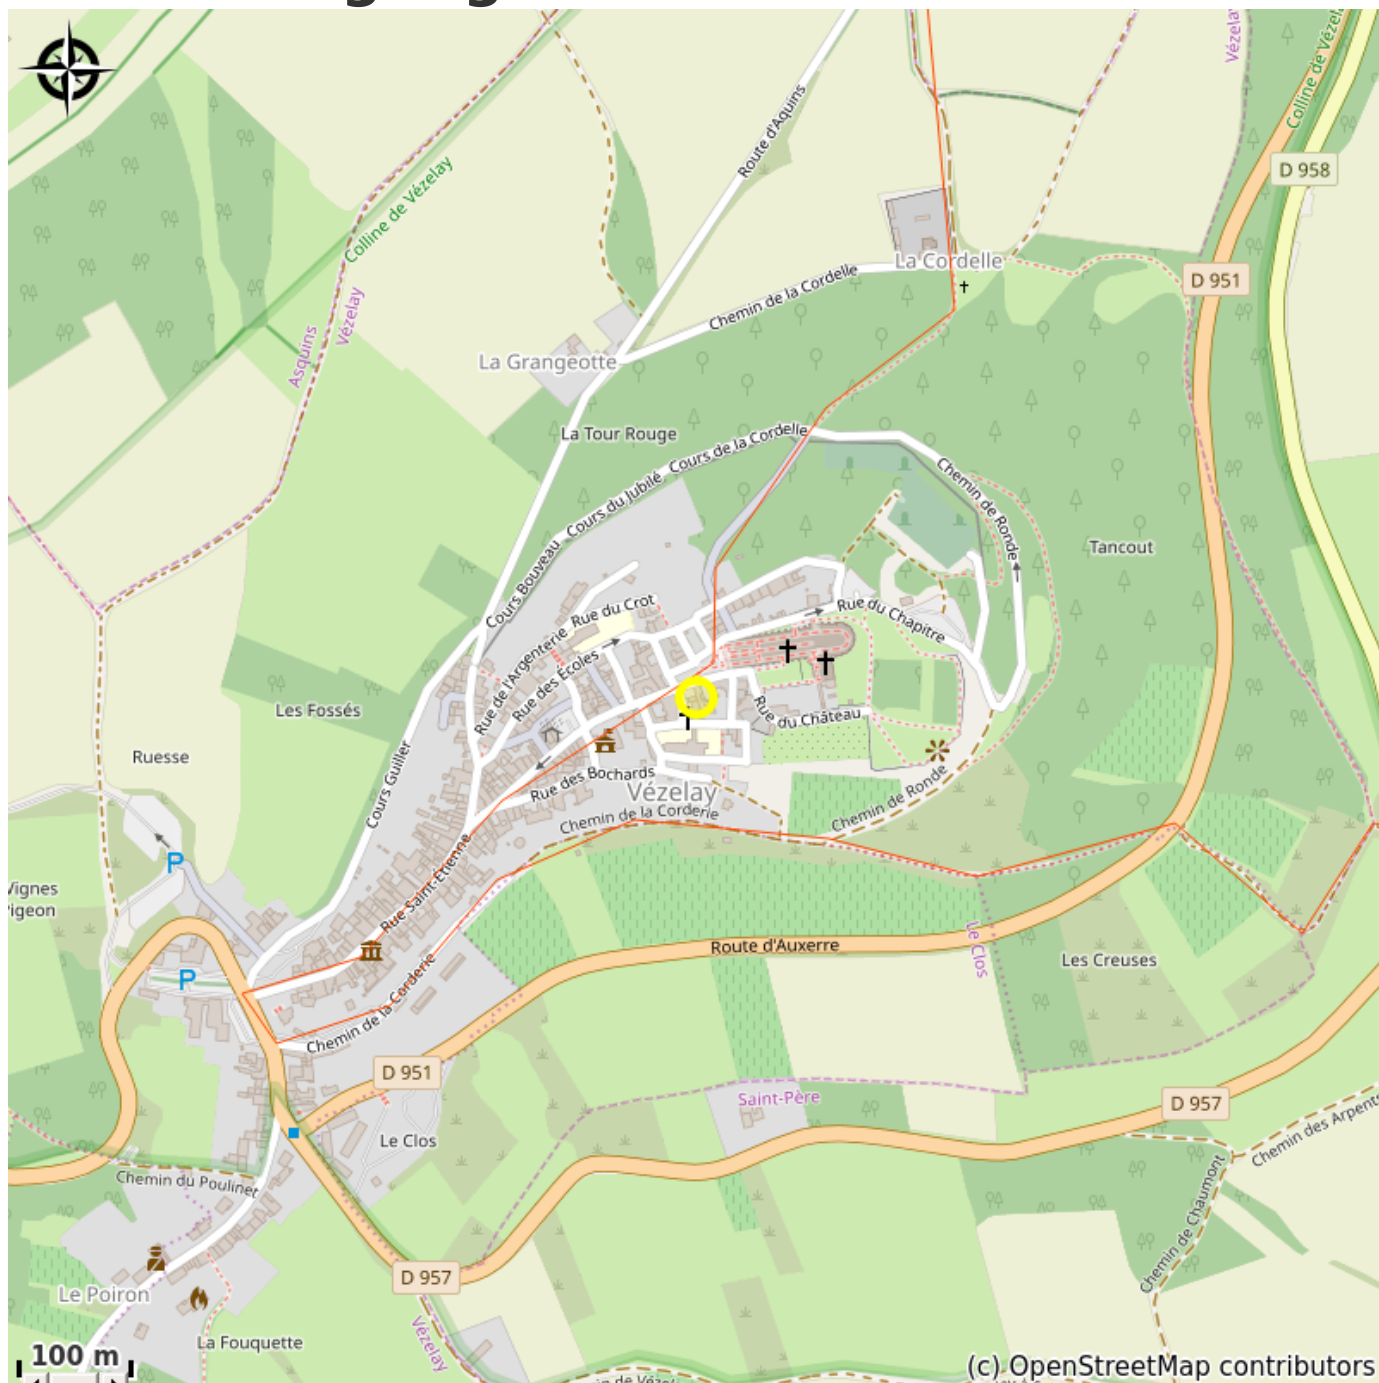 Vézelay
Colline de Vézelay
D 958
Route d'Aquins
Colline de Vézelay
La Cordelle
D 951
Chemin de la Cordelle
Asquins
Vézelay
La Grangeotte
La Tour Rouge
Cours de la Cordelle
Cours du Jubilé
Chemin de Ronde
Cours Bouveau
Tancout
Rue du Crot
Rue du Chapitre
Rue de l'Argenterie
Rue des Écoles
Les Fossés
Rue du Château
Ruesse
Cours Guiller
Rue des Bochards
Vézelay
Chemin de la Corderie
Chemin de Ronde
P
Vignes
Pigeon
Rue Saint-Étienne
Route d'Auxerre
Le Clos
Les Creuses
P
Chemin de la Corderie
D 951
Saint-Père
D 957
Chemin des Arpents
Le Clos
Chemin du Poulinet
Chemin de Chaumont
D 957
Le Poiron
La Fouquette
Vézelay
100 m
(c) OpenStreetMap contributors